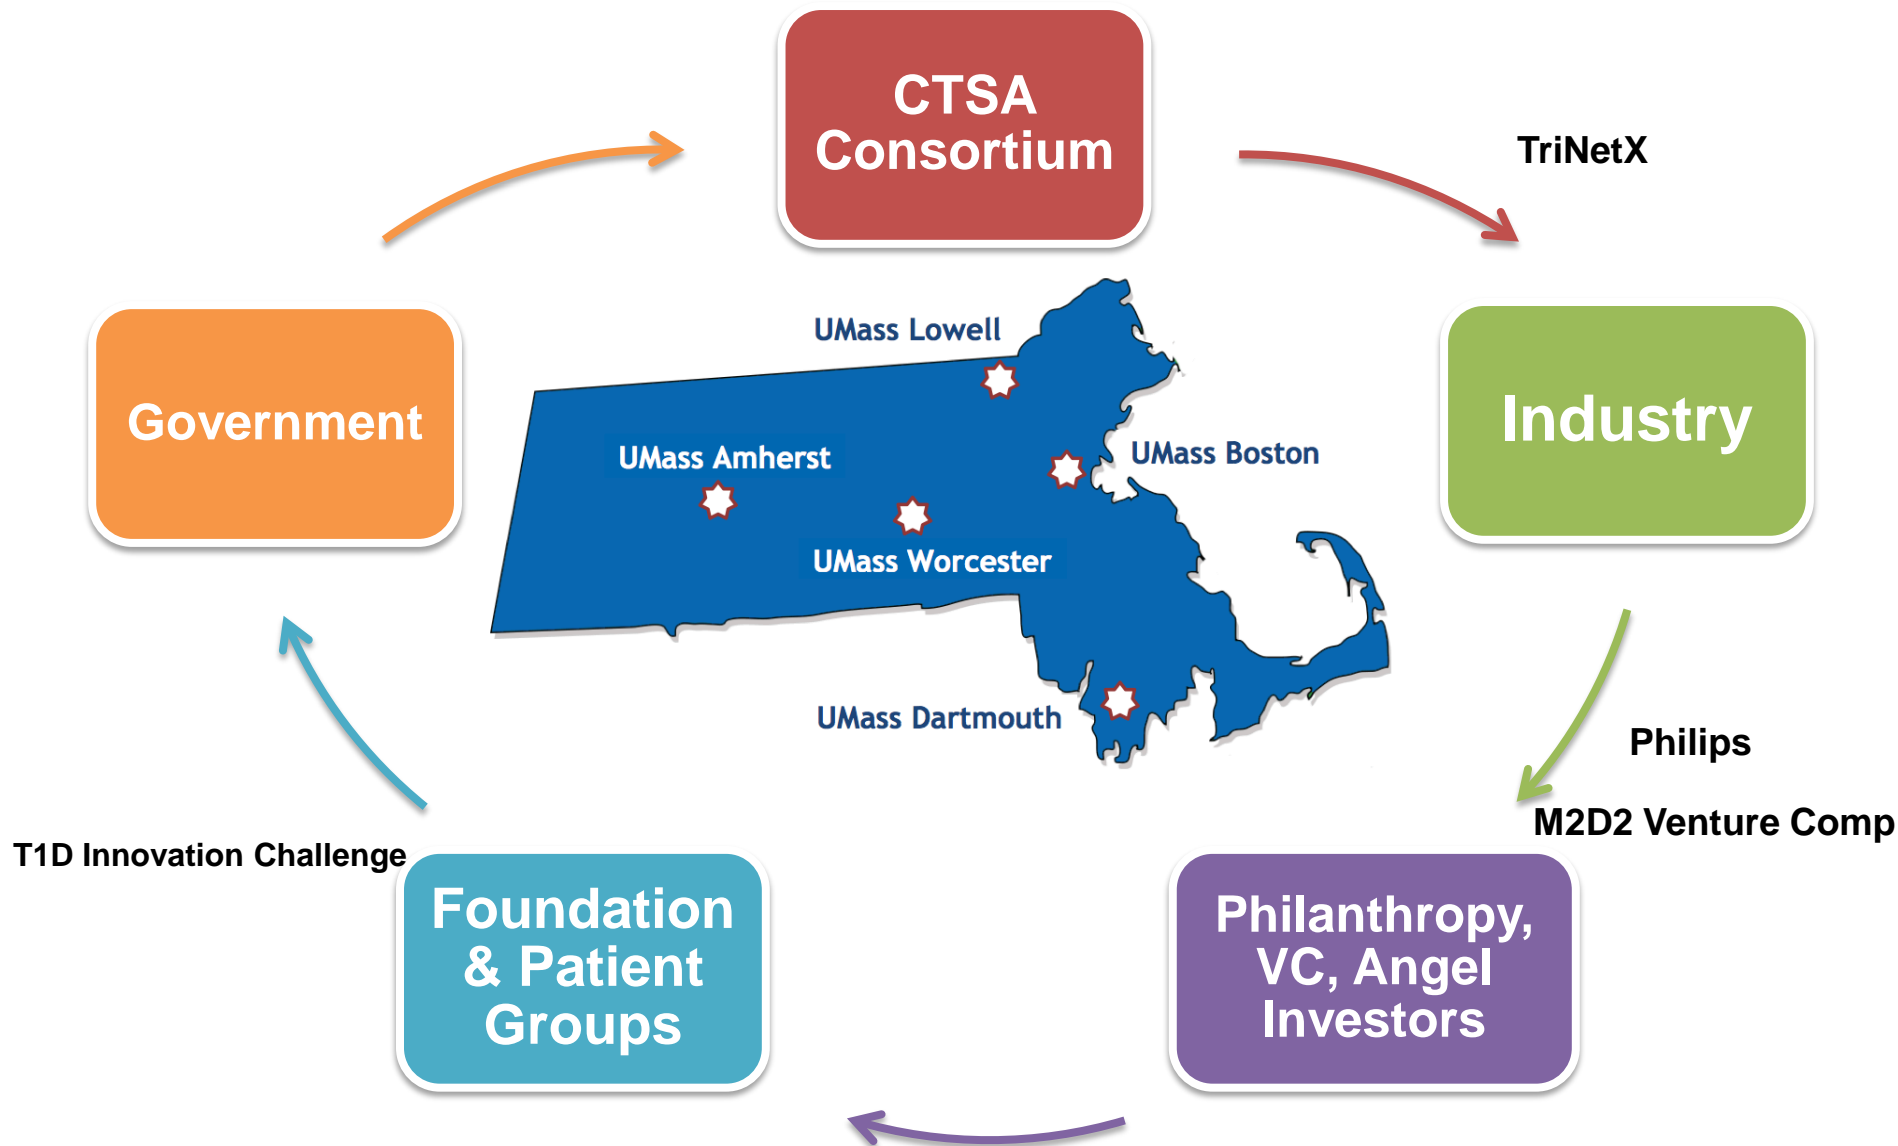 CTSA
Consortium
TriNetX
UMass Lowell
Government
Industry
UMass Amherst
UMass Boston
UMass Worcester
UMass Dartmouth
Philips
M2D2 Venture Comp
T1D Innovation Challenge
Foundation
& Patient
Groups
Philanthropy,
VC, Angel
Investors